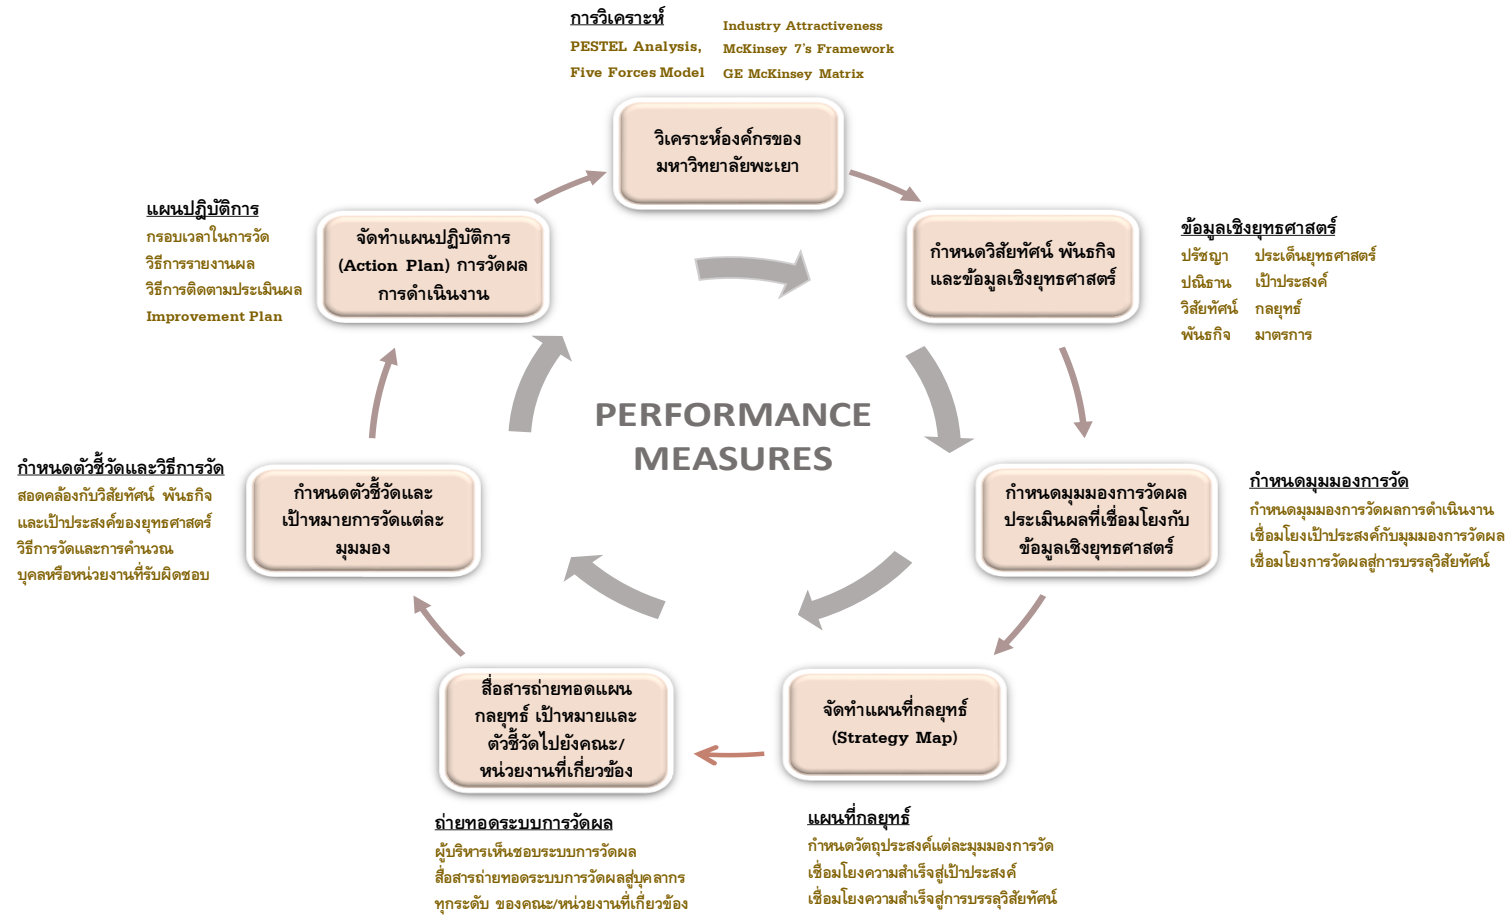 การวิเคราะห์
PESTEL Analysis,
Five Forces Model
Industry Attractiveness
McKinsey 7's Framework
GE McKinsey Matrix
วิเคราะห์องค์กรของ
มหาวิทยาลัยพะเยา
กำหนดวิสัยทัศน์ พันธกิจ
และข้อมูลเชิงยุทธศาสตร์
ข้อมูลเชิงยุทธศาสตร์
ปรัชญา ประเด็นยุทธศาสตร์
ปณิธาน เป้าประสงค์
วิสัยทัศน์ กลยุทธ์
พันธกิจ มาตรการ
กำหนดมุมมองการวัดผล
ประเมินผลที่เชื่อมโยงกับ
ข้อมูลเชิงยุทธศาสตร์
กำหนดมุมมองการวัด
กำหนดมุมมองการวัดผลการดำเนินงาน
เชื่อมโยงเป้าประสงค์กับมุมมองการวัดผล
เชื่อมโยงการวัดผลสู่การบรรลุวิสัยทัศน์
จัดทำแผนที่กลยุทธ์
(Strategy Map)
แผนที่กลยุทธ์
กำหนดวัตถุประสงค์แต่ละมุมมองการวัด
เชื่อมโยงความสำเร็จสู่เป้าประสงค์
เชื่อมโยงความสำเร็จสู่การบรรลุวิสัยทัศน์
สื่อสารถ่ายทอดแผน
กลยุทธ์ เป้าหมายและ
ตัวชี้วัดไปยังคณะ/
หน่วยงานที่เกี่ยวข้อง
ถ่ายทอดระบบการวัดผล
ผู้บริหารเห็นชอบระบบการวัดผล
สื่อสารถ่ายทอดระบบการวัดผลสู่บุคลากร
ทุกระดับ ของคณะ/หน่วยงานที่เกี่ยวข้อง
กำหนดตัวชี้วัดและ
เป้าหมายการวัดแต่ละ
มุมมอง
กำหนดตัวชี้วัดและวิธีการวัด
สอดคล้องกับวิสัยทัศน์ พันธกิจ
และเป้าประสงค์ของยุทธศาสตร์
วิธีการวัดและการคำนวณ
บุคลหรือหน่วยงานที่รับผิดชอบ
จัดทำแผนปฏิบัติการ
(Action Plan) การวัดผล
การดำเนินงาน
แผนปฏิบัติการ
กรอบเวลาในการวัด
วิธีการรายงานผล
วิธีการติดตามประเมินผล
Improvement Plan
PERFORMANCE
MEASURES